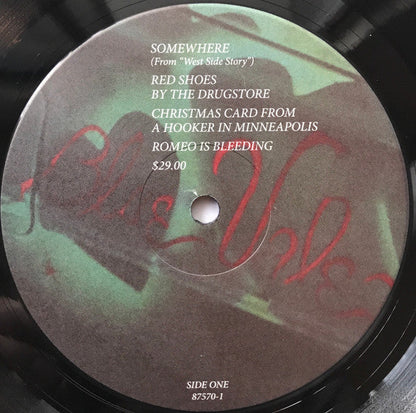 SOMEWHERE
(From "West Side Story")
RED SHOES
BY THE DRUGSTORE
CHRISTMAS CARD FROM
A HOOKER IN MINNEAPOLIS
ROMEO IS BLEEDING
$29.00
SIDE ONE
87570-1